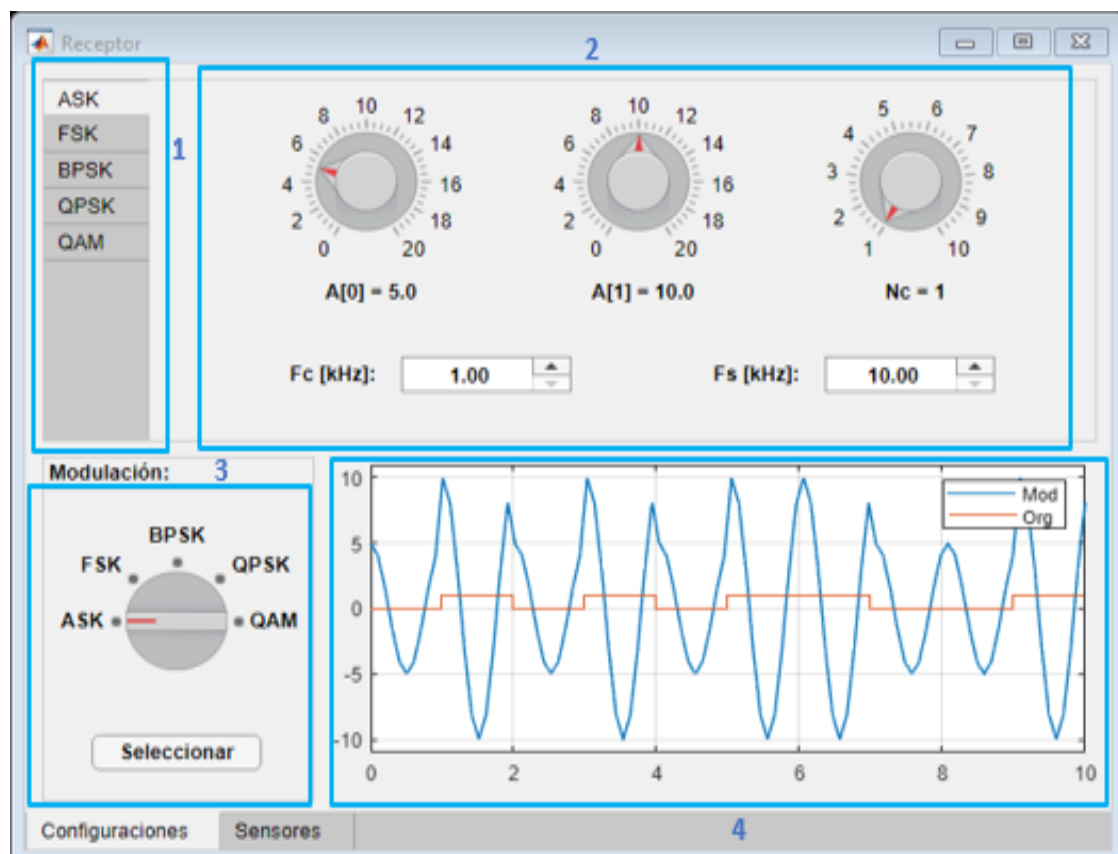 Receptor
2
ASK
FSK
BPSK
QPSK
QAM
1
0 2 4 6 8 10 12 14 16 18 20
A[0] = 5.0
0 2 4 6 8 10 12 14 16 18 20
A[1] = 10.0
1 2 3 4 5 6 7 8 9 10
Nc = 1
Fc [kHz]: 1.00
Fs [kHz]: 10.00
Modulación: 3
ASK
FSK
BPSK
QPSK
QAM
Seleccionar
10
5
0
-5
-10
Mod
Org
0 2 4 6 8 10
Configuraciones Sensores 4